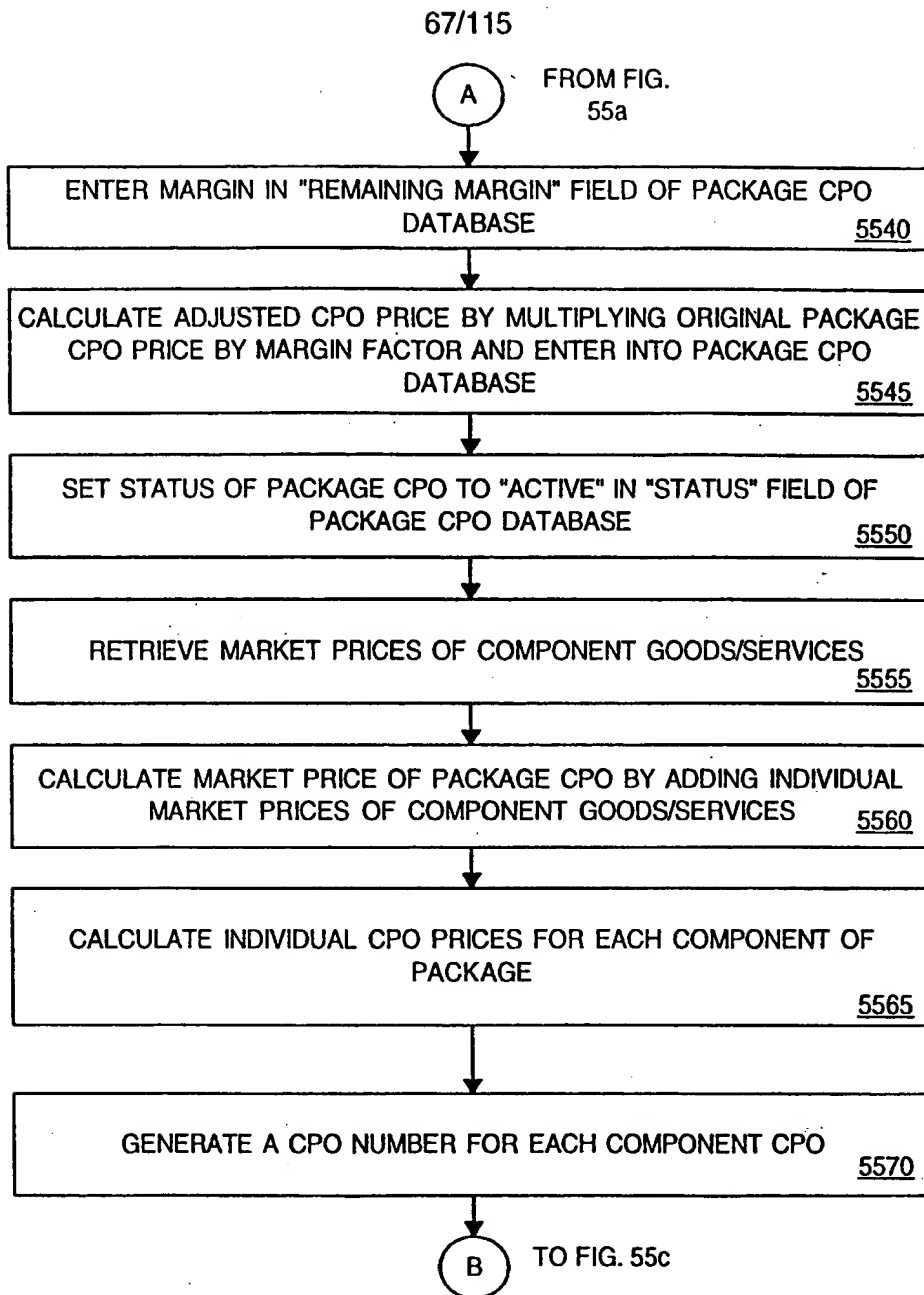 67/115
A
FROM FIG.
55a
ENTER MARGIN IN "REMAINING MARGIN" FIELD OF PACKAGE CPO
DATABASE
5540
CALCULATE ADJUSTED CPO PRICE BY MULTIPLYING ORIGINAL PACKAGE
CPO PRICE BY MARGIN FACTOR AND ENTER INTO PACKAGE CPO
DATABASE
5545
SET STATUS OF PACKAGE CPO TO "ACTIVE" IN "STATUS" FIELD OF
PACKAGE CPO DATABASE
5550
RETRIEVE MARKET PRICES OF COMPONENT GOODS/SERVICES
5555
CALCULATE MARKET PRICE OF PACKAGE CPO BY ADDING INDIVIDUAL
MARKET PRICES OF COMPONENT GOODS/SERVICES
5560
CALCULATE INDIVIDUAL CPO PRICES FOR EACH COMPONENT OF
PACKAGE
5565
GENERATE A CPO NUMBER FOR EACH COMPONENT CPO
5570
B
TO FIG. 55c